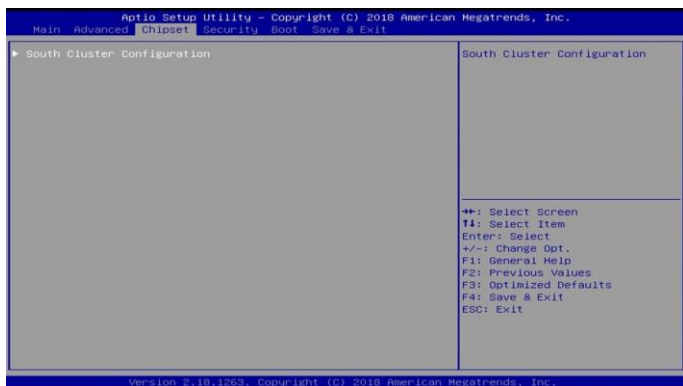 Aptio Setup Utility – Copyright (C) 2018 American Megatrends, Inc.
Main Advanced Chipset Security Boot Save & Exit
▶ South Cluster Configuration
South Cluster Configuration
→←: Select Screen
↑↓: Select Item
Enter: Select
+/-: Change Opt.
F1: General Help
F2: Previous Values
F3: Optimized Defaults
F4: Save & Exit
ESC: Exit
Version 2.18.1263. Copyright (C) 2018 American Megatrends, Inc.